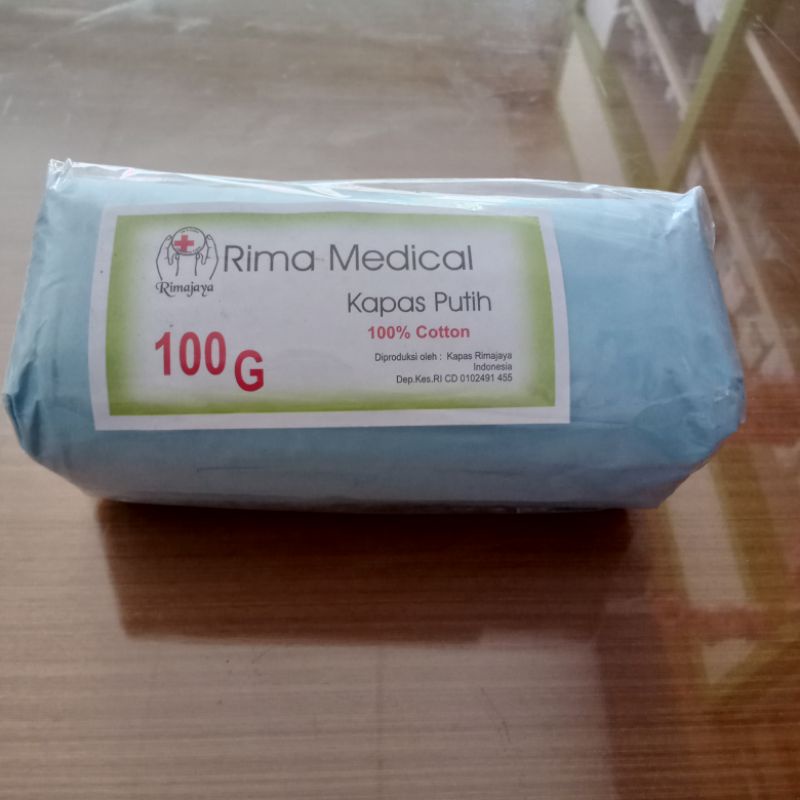 Rima Medical
Rimajaya
Kapas Putih
100% Cotton
100 G
Diproduksi oleh : Kapas Rimajaya
Indonesia
Dep.Kes.RI CD 0102491 455